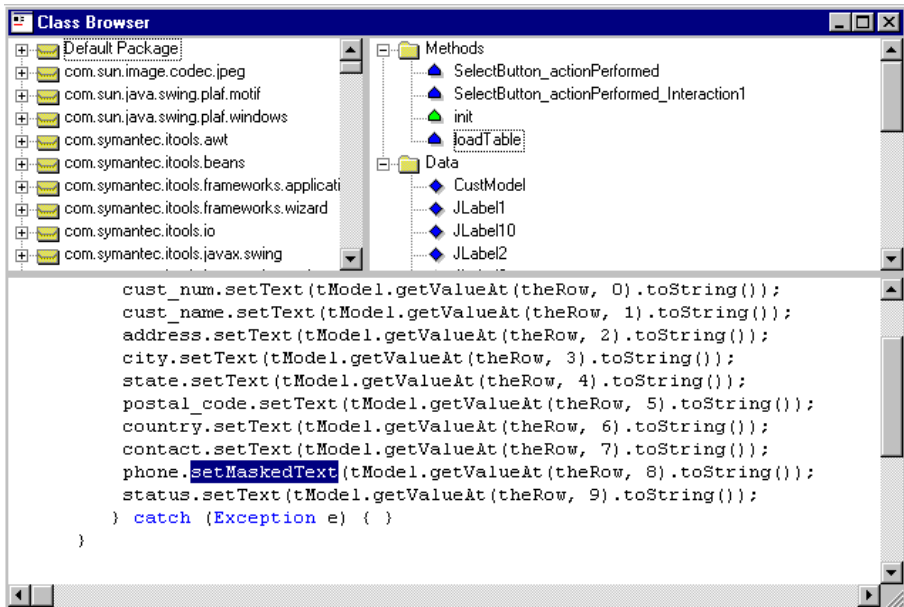 Class Browser
Default Package
com.sun.image.codec.jpeg
com.sun.java.swing.plaf.motif
com.sun.java.swing.plaf.windows
com.symantec.itools.awt
com.symantec.itools.beans
com.symantec.itools.frameworks.applicati
com.symantec.itools.frameworks.wizard
com.symantec.itools.io
com.symantec.itools.javax.swing
Methods
SelectButton_actionPerformed
SelectButton_actionPerformed_Interaction1
init
loadTable
Data
CustModel
JLabel1
JLabel10
JLabel2
cust_num.setText(tModel.getValueAt(theRow, 0).toString());
cust_name.setText(tModel.getValueAt(theRow, 1).toString());
address.setText(tModel.getValueAt(theRow, 2).toString());
city.setText(tModel.getValueAt(theRow, 3).toString());
state.setText(tModel.getValueAt(theRow, 4).toString());
postal_code.setText(tModel.getValueAt(theRow, 5).toString());
country.setText(tModel.getValueAt(theRow, 6).toString());
contact.setText(tModel.getValueAt(theRow, 7).toString());
phone.setMaskedText(tModel.getValueAt(theRow, 8).toString());
status.setText(tModel.getValueAt(theRow, 9).toString());
} catch (Exception e) { }
}